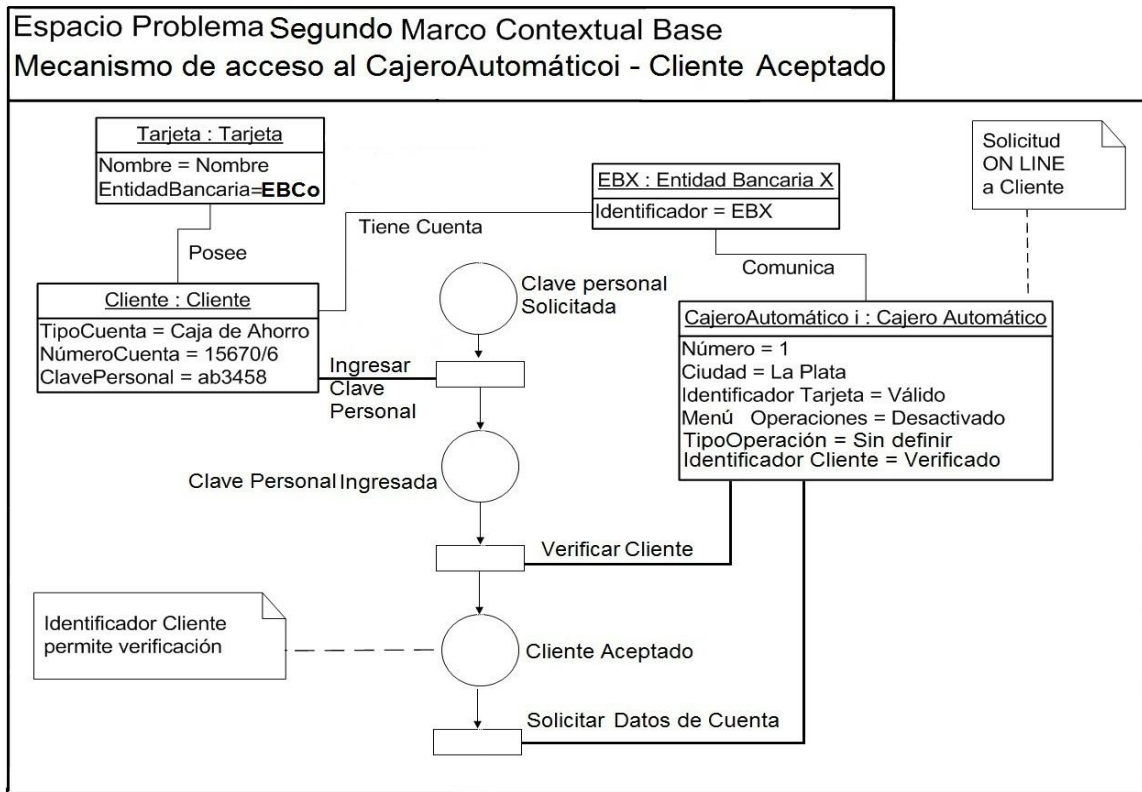 Espacio Problema Segundo Marco Contextual Base
Mecanismo de acceso al CajeroAutomáticoi - Cliente Aceptado
Tarjeta : Tarjeta
Nombre = Nombre
EntidadBancaria=EBCo
Solicitud
ON LINE
a Cliente
EBX : Entidad Bancaria X
Identificador = EBX
Tiene Cuenta
Posee
Comunica
Clave personal
Solicitada
Cliente : Cliente
TipoCuenta = Caja de Ahorro
NúmeroCuenta = 15670/6
ClavePersonal = ab3458
CajeroAutomático i : Cajero Automático
Número = 1
Ciudad = La Plata
Identificador Tarjeta = Válido
Menú Operaciones = Desactivado
TipoOperación = Sin definir
Identificador Cliente = Verificado
Ingresar
Clave
Personal
Clave Personal Ingresada
Verificar Cliente
Identificador Cliente
permite verificación
Cliente Aceptado
Solicitar Datos de Cuenta